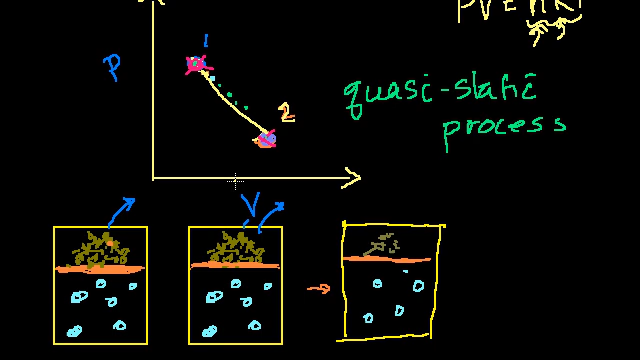 PV = nRT
1
P
quasi-static
2
process
V